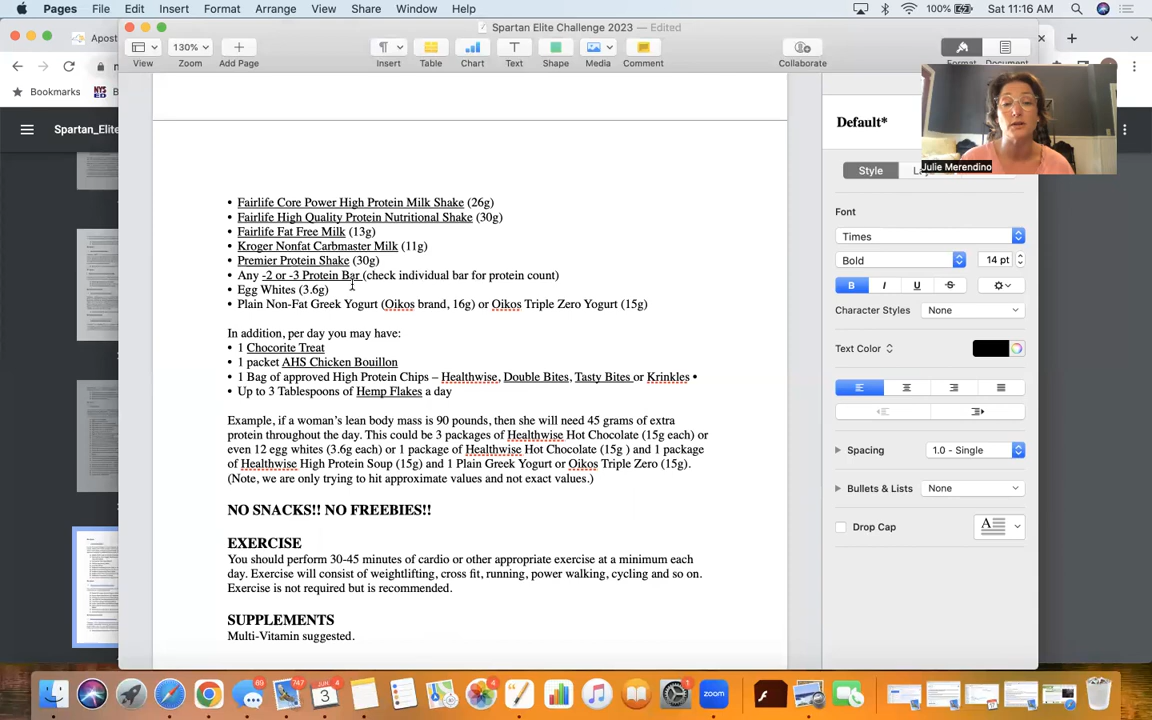 Pages File Edit Insert Format Arrange View Share Window Help 100% Sat 11:16 AM
Spartan Elite Challenge 2023 — Edited
Apost
130%
View Zoom Add Page Insert Table Chart Text Shape Media Comment Collaborate Format Document
Bookmarks NYS ED B
Spartan_Elite
Default*
Julie Merendino
Style
• Fairlife Core Power High Protein Milk Shake (26g)
• Fairlife High Quality Protein Nutritional Shake (30g)
• Fairlife Fat Free Milk (13g)
• Kroger Nonfat Carbmaster Milk (11g)
• Premier Protein Shake (30g)
• Any -2 or -3 Protein Bar (check individual bar for protein count)
• Egg Whites (3.6g)
• Plain Non-Fat Greek Yogurt (Oikos brand, 16g) or Oikos Triple Zero Yogurt (15g)
In addition, per day you may have:
• 1 Chocorite Treat
• 1 packet AHS Chicken Bouillon
• 1 Bag of approved High Protein Chips – Healthwise, Double Bites, Tasty Bites or Krinkles •
• Up to 3 Tablespoons of Hemp Flakes a day
Example, if a woman's lean body mass is 90 pounds, then she will need 45 grams of extra
protein throughout the day. This could be 3 packages of Healthwise Hot Chocolate (15g each) or
even 12 egg whites (3.6g each) or 1 package of Healthwise Hot Chocolate (15g ) and 1 package
of Healthwise High Protein Soup (15g) and 1 Plain Greek Yogurt or Oikos Triple Zero (15g).
(Note, we are only trying to hit approximate values and not exact values.)
NO SNACKS!! NO FREEBIES!!
EXERCISE
You should perform 30-45 minutes of cardio or other appropriate exercise at a minimum each
day. Exercise will consist of weightlifting, cross fit, running, power walking, cycling and so on.
Exercise is not required but is recommended.
SUPPLEMENTS
Multi-Vitamin suggested.
Font
Times
Bold 14 pt
B I U S
Character Styles None
Text Color
Spacing 1.0 - Single
Bullets & Lists None
Drop Cap
69 747 JUN 3 4 1 zoom